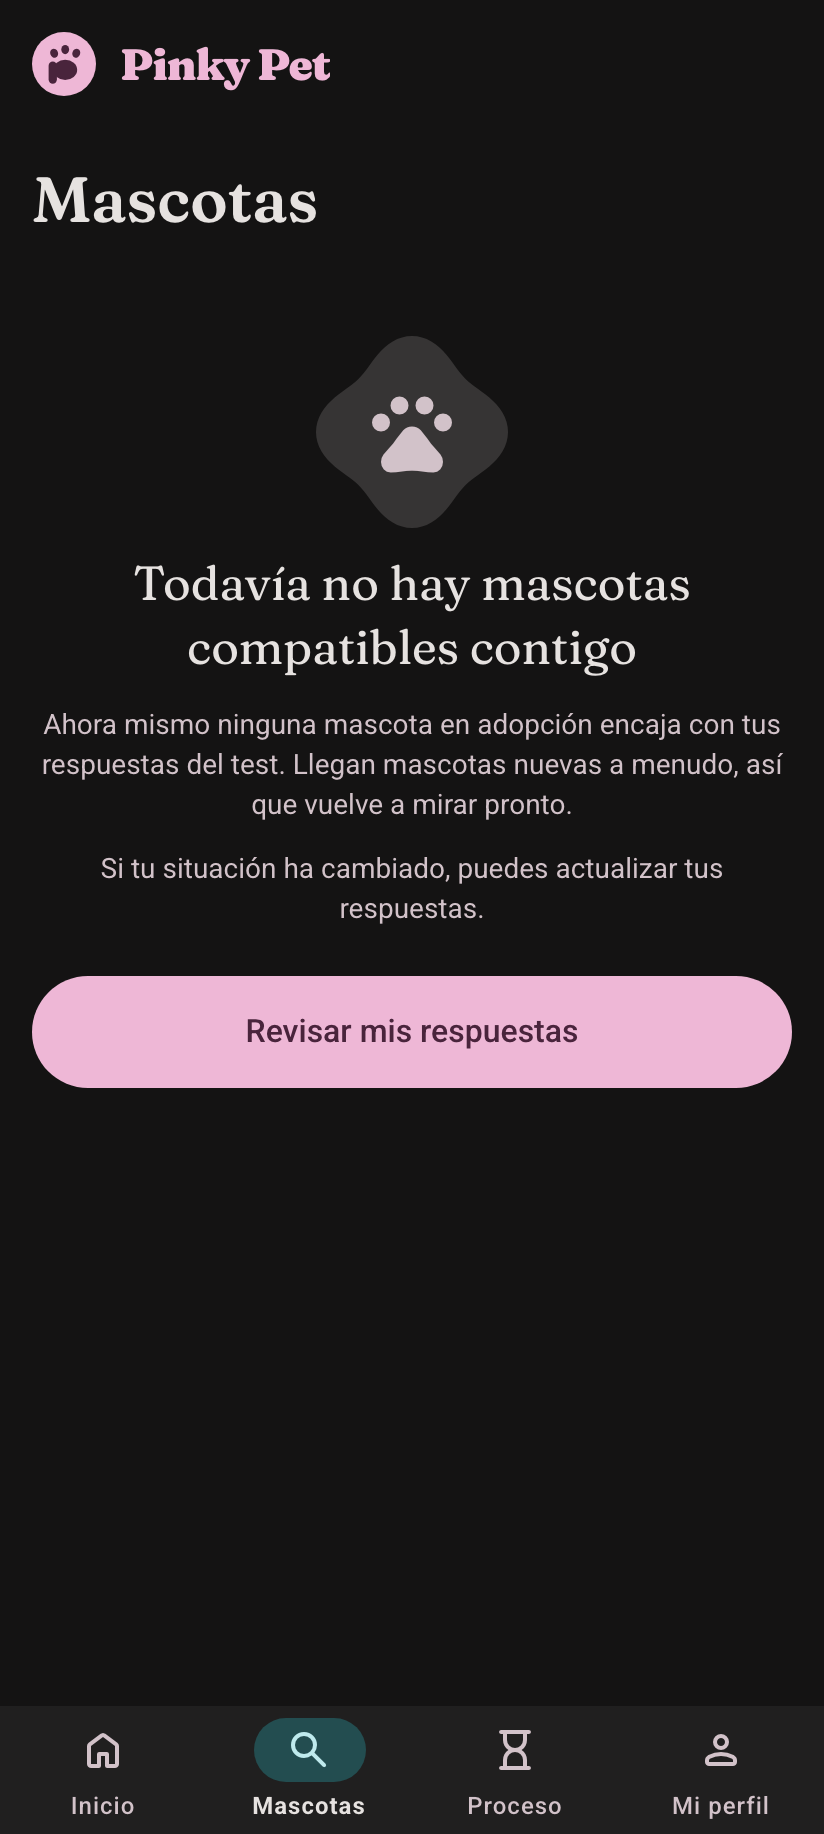 Pinky Pet
Mascotas
Todavía no hay mascotas
compatibles contigo
Ahora mismo ninguna mascota en adopción encaja con tus
respuestas del test. Llegan mascotas nuevas a menudo, así
que vuelve a mirar pronto.
Si tu situación ha cambiado, puedes actualizar tus
respuestas.
Revisar mis respuestas
Inicio
Mascotas
Proceso
Mi perfil